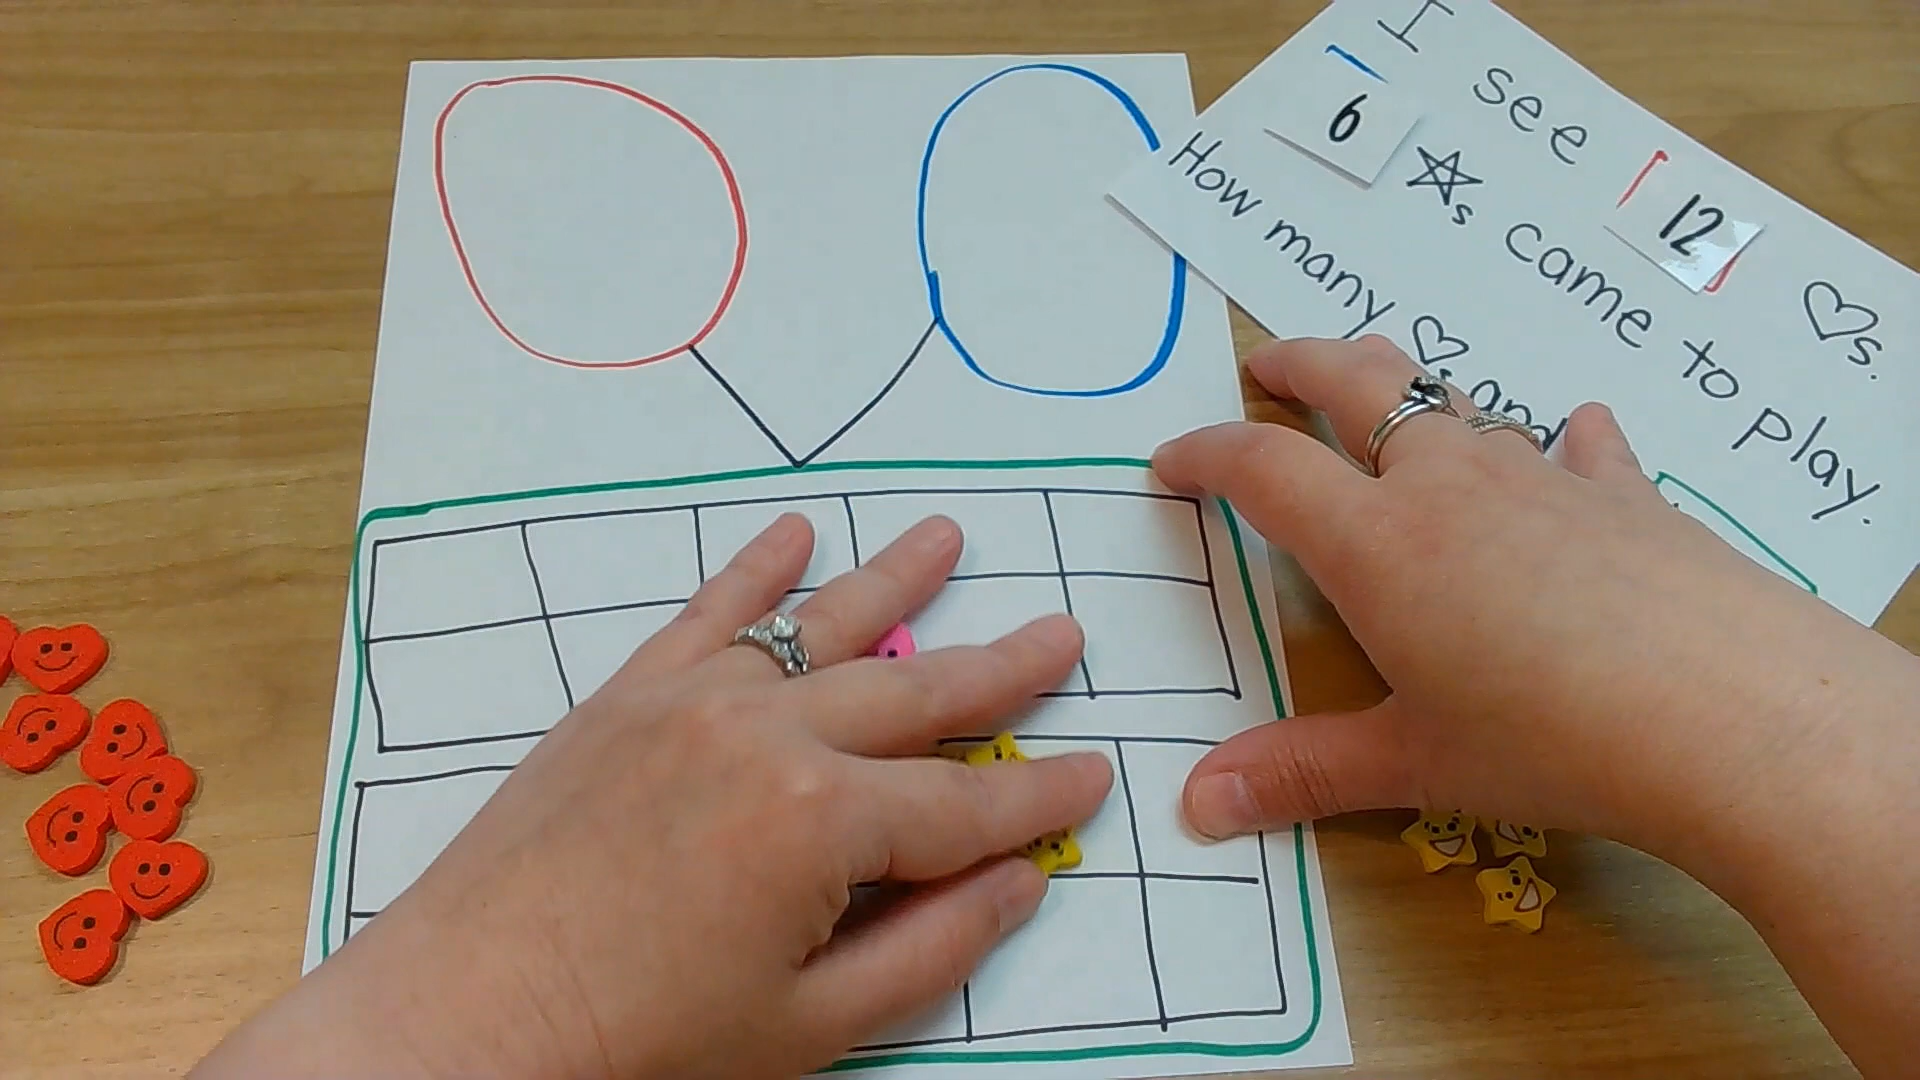 I see 12 ♡s.
6 ☆s came to play.
How many ♡s and